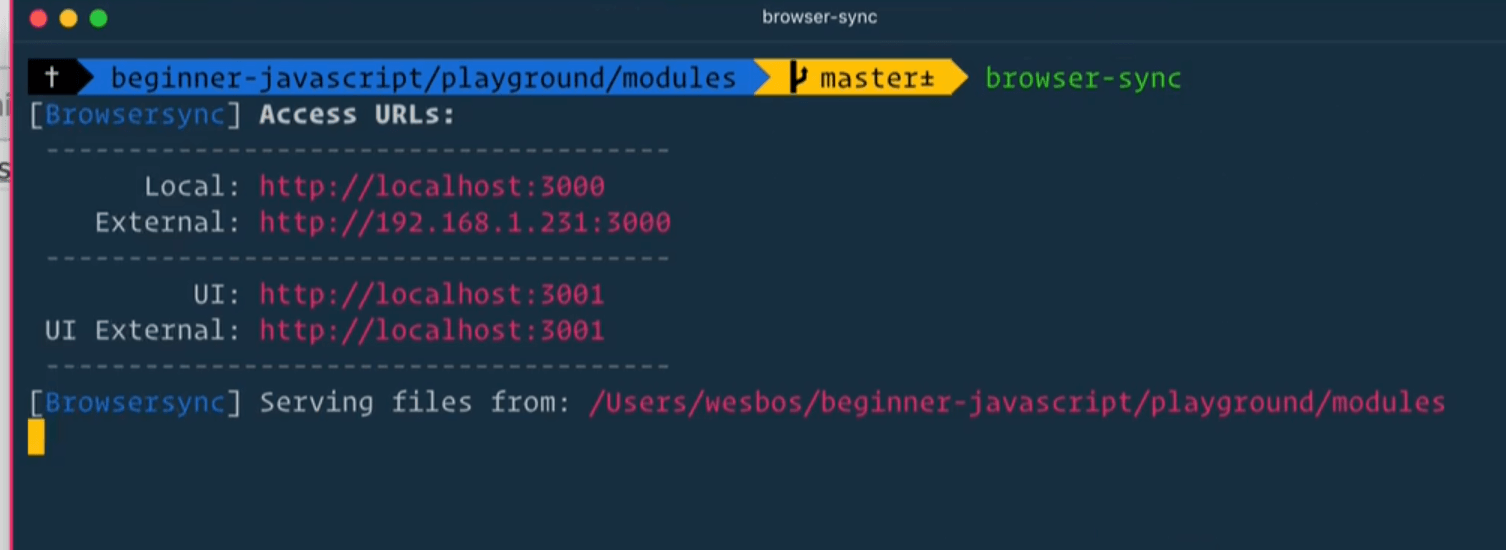 browser-sync
† beginner-javascript/playground/modules master± browser-sync
[Browsersync] Access URLs:
--------------------------------------
Local: http://localhost:3000
External: http://192.168.1.231:3000
--------------------------------------
UI: http://localhost:3001
UI External: http://localhost:3001
--------------------------------------
[Browsersync] Serving files from: /Users/wesbos/beginner-javascript/playground/modules